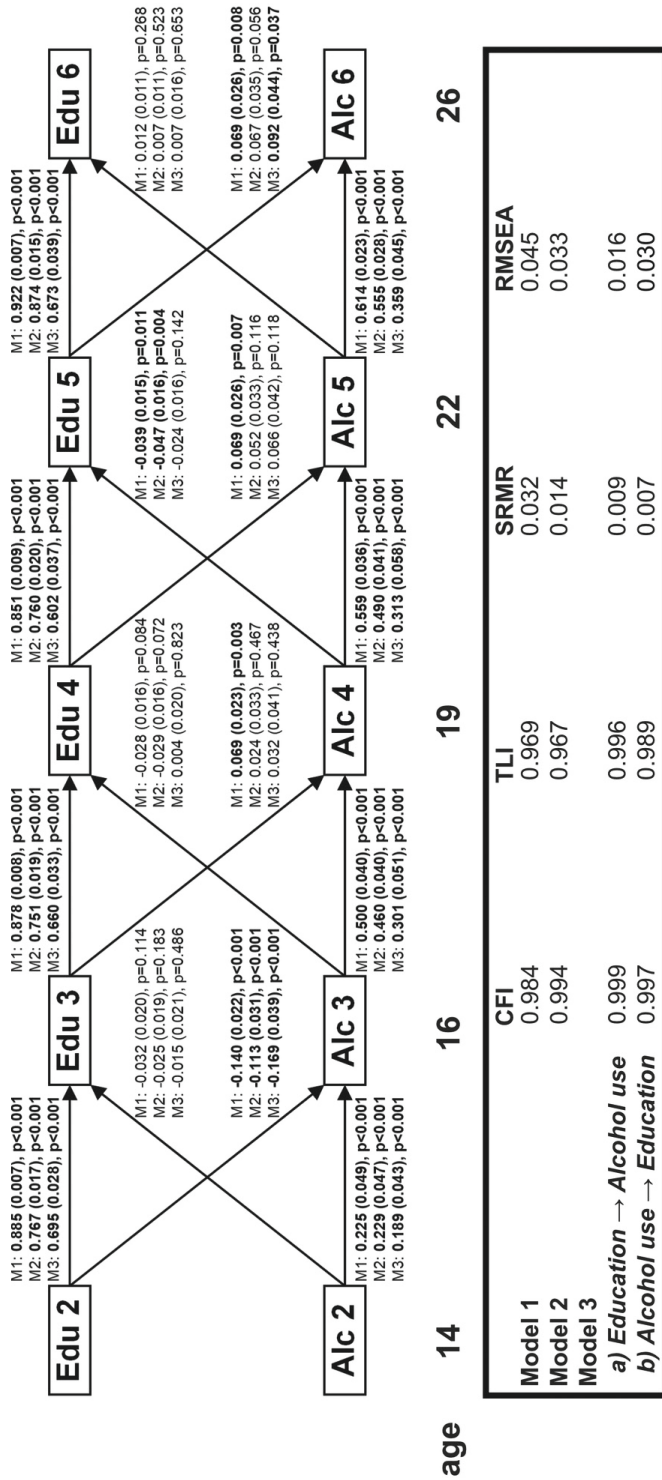 Edu 2
Edu 3
Edu 4
Edu 5
Edu 6
M1: 0.885 (0.007), p<0.001
M2: 0.767 (0.017), p<0.001
M3: 0.695 (0.028), p<0.001
M1: 0.878 (0.008), p<0.001
M2: 0.751 (0.019), p<0.001
M3: 0.660 (0.033), p<0.001
M1: 0.851 (0.009), p<0.001
M2: 0.760 (0.020), p<0.001
M3: 0.602 (0.037), p<0.001
M1: 0.922 (0.007), p<0.001
M2: 0.874 (0.015), p<0.001
M3: 0.673 (0.039), p<0.001
M1: -0.032 (0.020), p=0.114
M2: -0.025 (0.019), p=0.183
M3: -0.015 (0.021), p=0.486
M1: -0.028 (0.016), p=0.084
M2: -0.029 (0.016), p=0.072
M3: 0.004 (0.020), p=0.823
M1: -0.039 (0.015), p=0.011
M2: -0.047 (0.016), p=0.004
M3: -0.024 (0.016), p=0.142
M1: 0.012 (0.011), p=0.268
M2: 0.007 (0.011), p=0.523
M3: 0.007 (0.016), p=0.653
M1: -0.140 (0.022), p<0.001
M2: -0.113 (0.031), p<0.001
M3: -0.169 (0.039), p<0.001
M1: 0.069 (0.023), p=0.003
M2: 0.024 (0.033), p=0.467
M3: 0.032 (0.041), p=0.438
M1: 0.069 (0.026), p=0.007
M2: 0.052 (0.033), p=0.116
M3: 0.066 (0.042), p=0.118
M1: 0.069 (0.026), p=0.008
M2: 0.067 (0.035), p=0.056
M3: 0.092 (0.044), p=0.037
Alc 2
Alc 3
Alc 4
Alc 5
Alc 6
M1: 0.225 (0.049), p<0.001
M2: 0.229 (0.047), p<0.001
M3: 0.189 (0.043), p<0.001
M1: 0.500 (0.040), p<0.001
M2: 0.460 (0.040), p<0.001
M3: 0.301 (0.051), p<0.001
M1: 0.559 (0.036), p<0.001
M2: 0.490 (0.041), p<0.001
M3: 0.313 (0.058), p<0.001
M1: 0.614 (0.023), p<0.001
M2: 0.555 (0.028), p<0.001
M3: 0.359 (0.045), p<0.001
age 14 16 19 22 26
CFI TLI SRMR RMSEA
Model 1 0.984 0.969 0.032 0.045
Model 2 0.994 0.967 0.014 0.033
Model 3
a) Education → Alcohol use 0.999 0.996 0.009 0.016
b) Alcohol use → Education 0.997 0.989 0.007 0.030